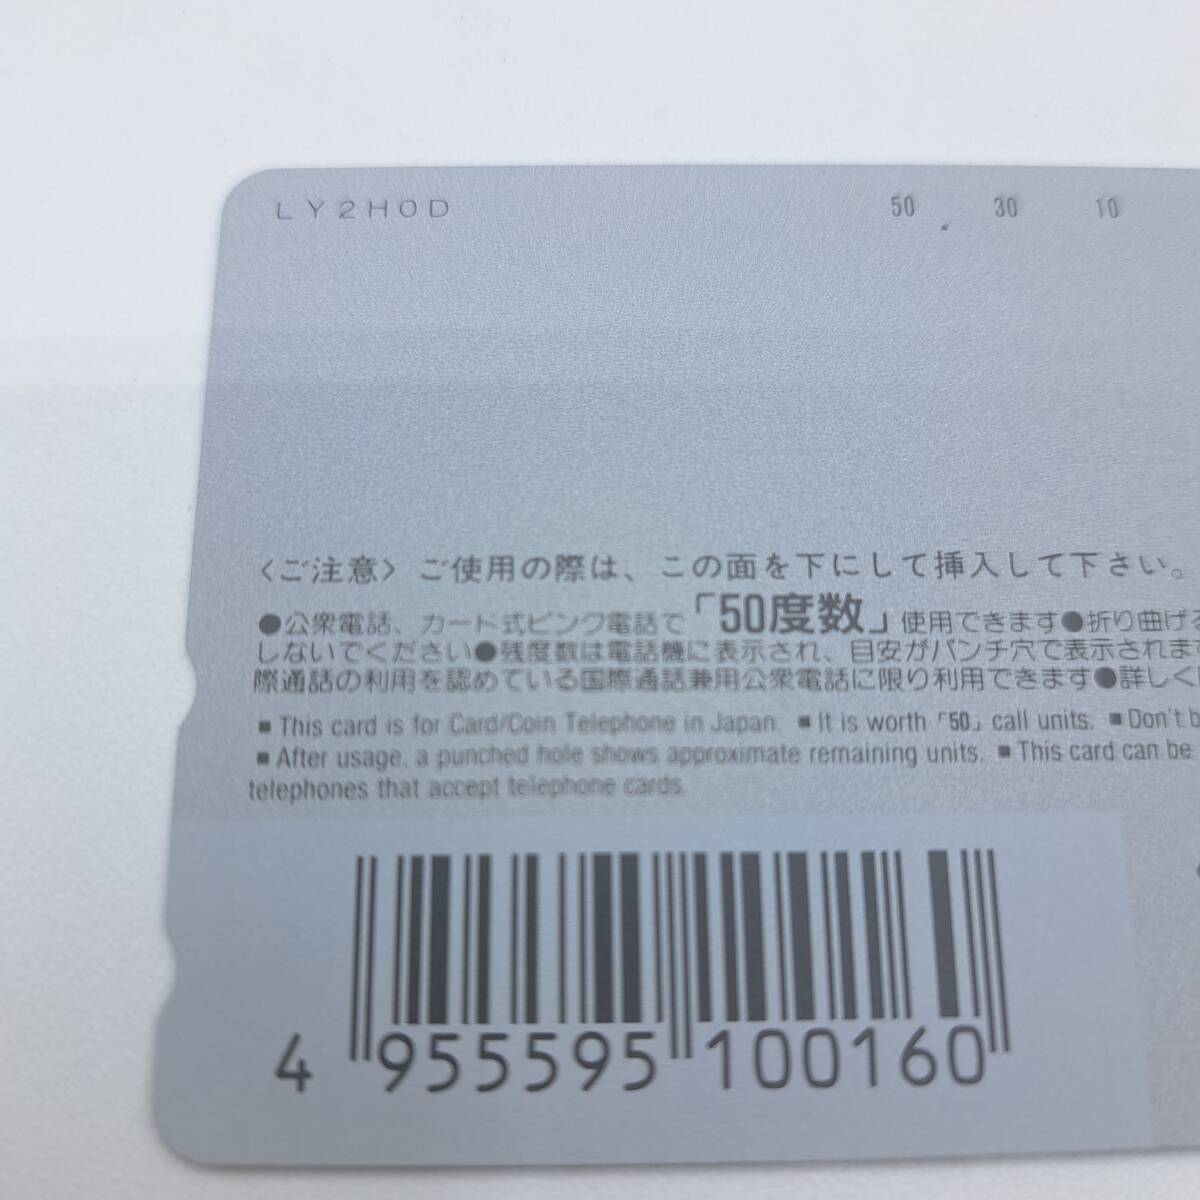 LY2H0D
50 30 10
〈ご注意〉 ご使用の際は、この面を下にして挿入して下さい。
●公衆電話、カード式ピンク電話で「50度数」使用できます●折り曲げる
しないでください●残度数は電話機に表示され、目安がパンチ穴で表示されます
際通話の利用を認めている国際通話兼用公衆電話に限り利用できます●詳しくは
■This card is for Card/Coin Telephone in Japan. ■It is worth「50」call units. ■Don't b
■After usage, a punched hole shows approximate remaining units. ■This card can be
telephones that accept telephone cards.
4 955595 100160